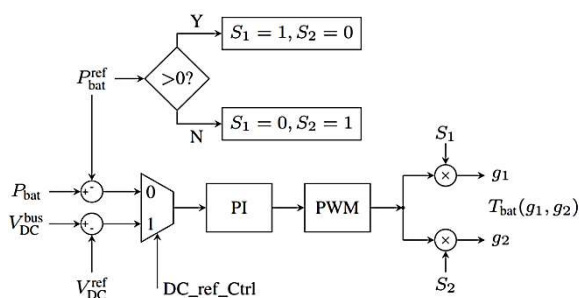 Y
S₁ = 1, S₂ = 0
P_bat^ref
>0?
N
S₁ = 0, S₂ = 1
S₁
+ -
P_bat
0
g₁
PI
PWM
×
T_bat(g₁, g₂)
V_DC^bus
+ -
1
×
g₂
V_DC^ref
DC_ref_Ctrl
S₂